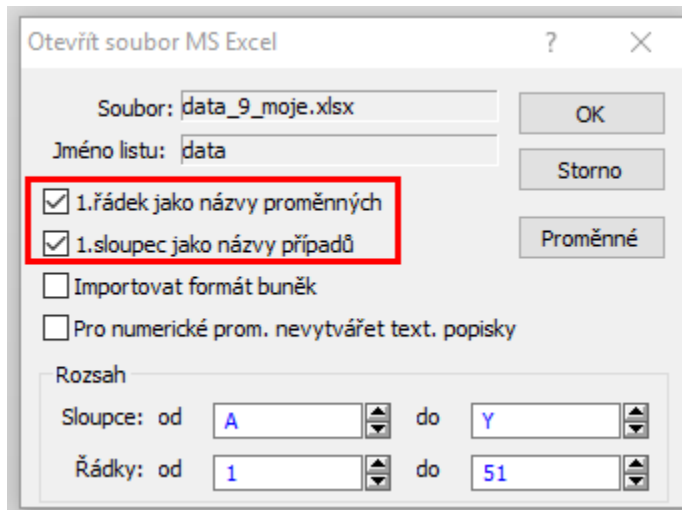 Otevřít soubor MS Excel ?
Soubor: data_9_moje.xlsx OK
Jméno listu: data
Storno
1.řádek jako názvy proměnných
1.sloupec jako názvy případů Proměnné
Importovat formát buněk
Pro numerické prom. nevytvářet text. popisky
Rozsah
Sloupce: od A do Y
Řádky: od 1 do 51